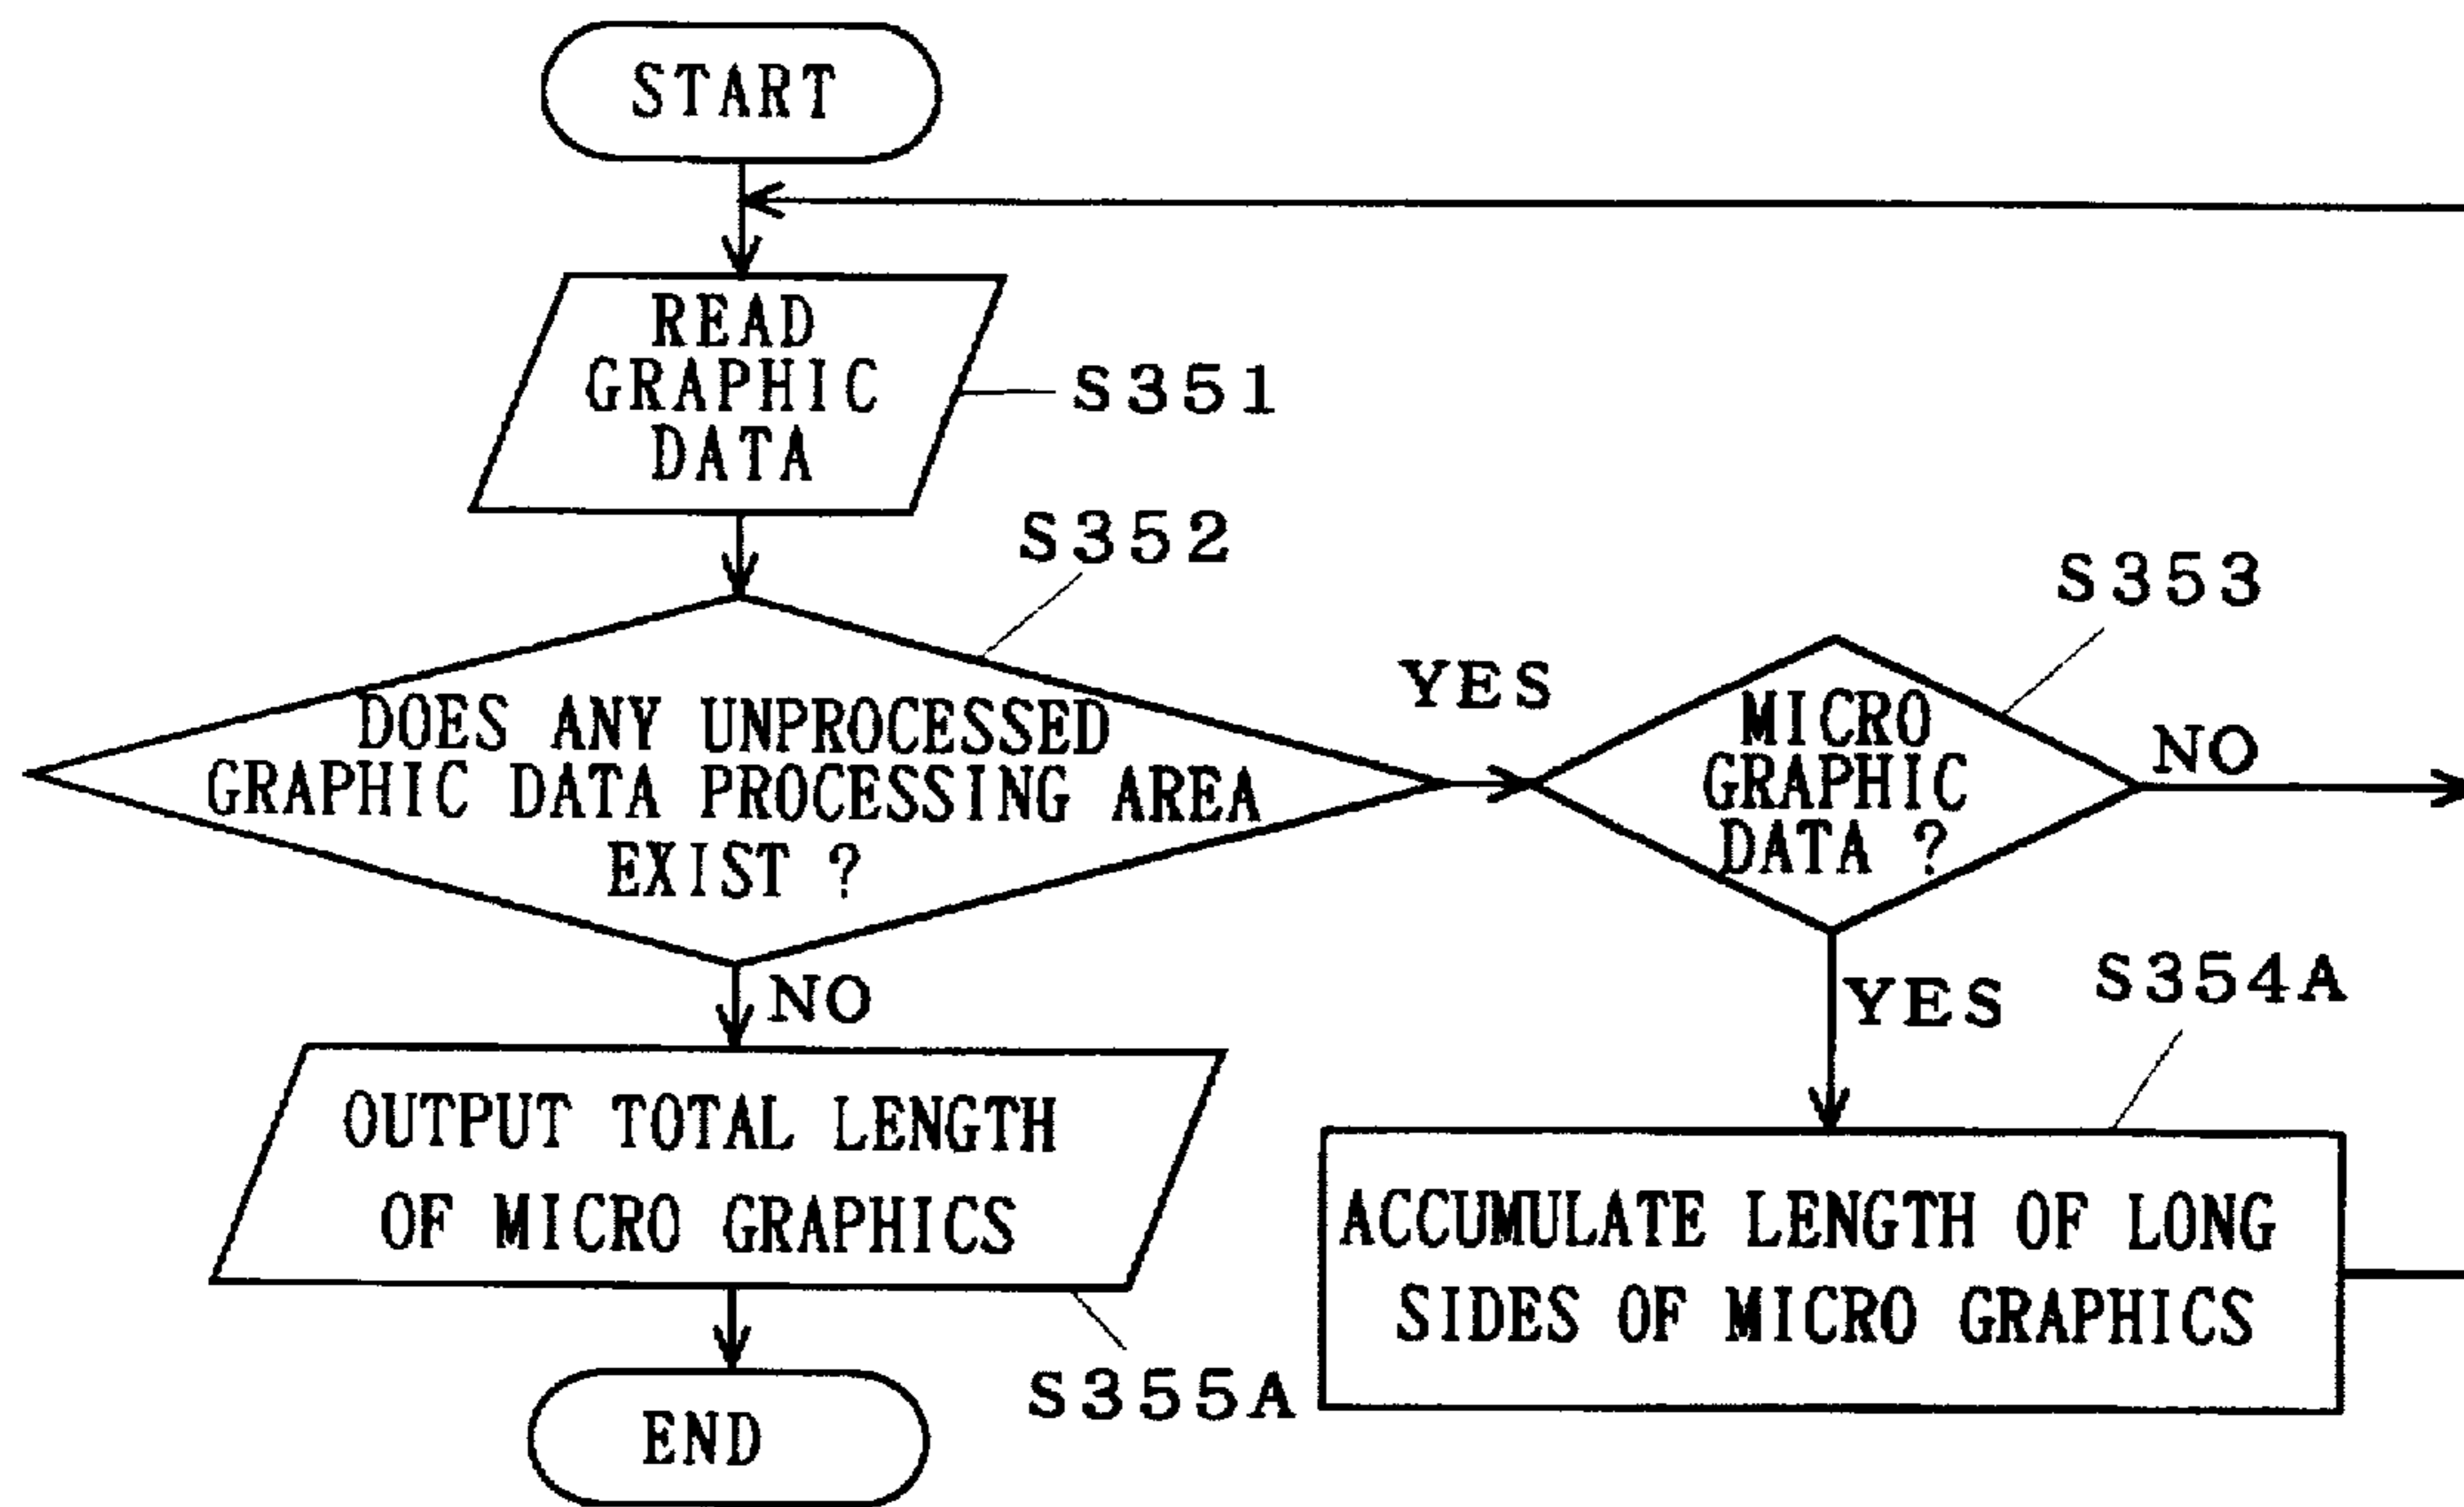 START
READ
GRAPHIC
DATA
S351
S352
DOES ANY UNPROCESSED
GRAPHIC DATA PROCESSING AREA
EXIST ?
YES
S353
MICRO
GRAPHIC
DATA ?
NO
NO
YES
S354A
OUTPUT TOTAL LENGTH
OF MICRO GRAPHICS
S355A
ACCUMULATE LENGTH OF LONG
SIDES OF MICRO GRAPHICS
END